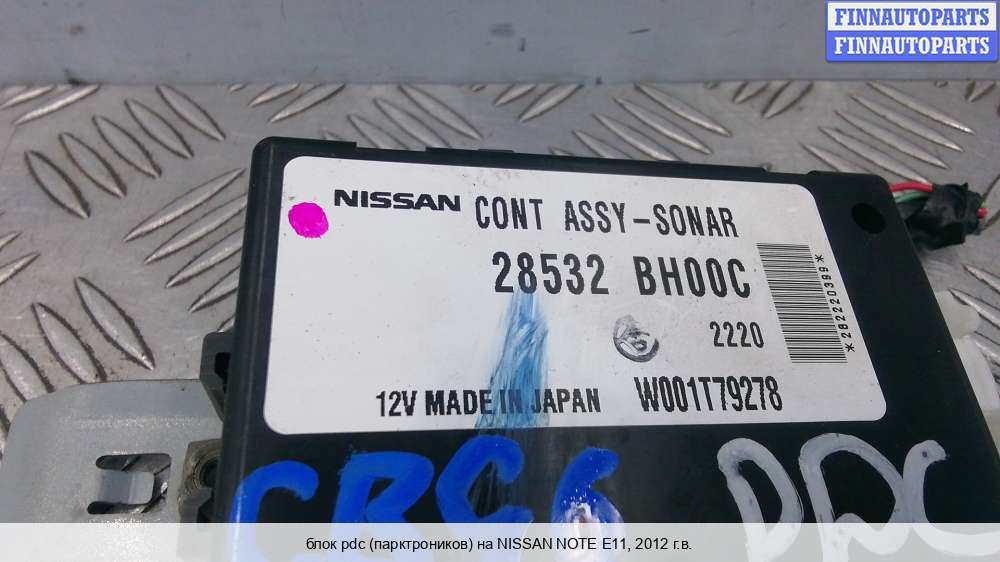 FINNAUTOPARTS
FINNAUTOPARTS
NISSAN CONT ASSY-SONAR
28532 BH00C
2220
*282220399*
12V MADE IN JAPAN W001T79278
PDC
блок pdc (парктроников) на NISSAN NOTE E11, 2012 г.в.